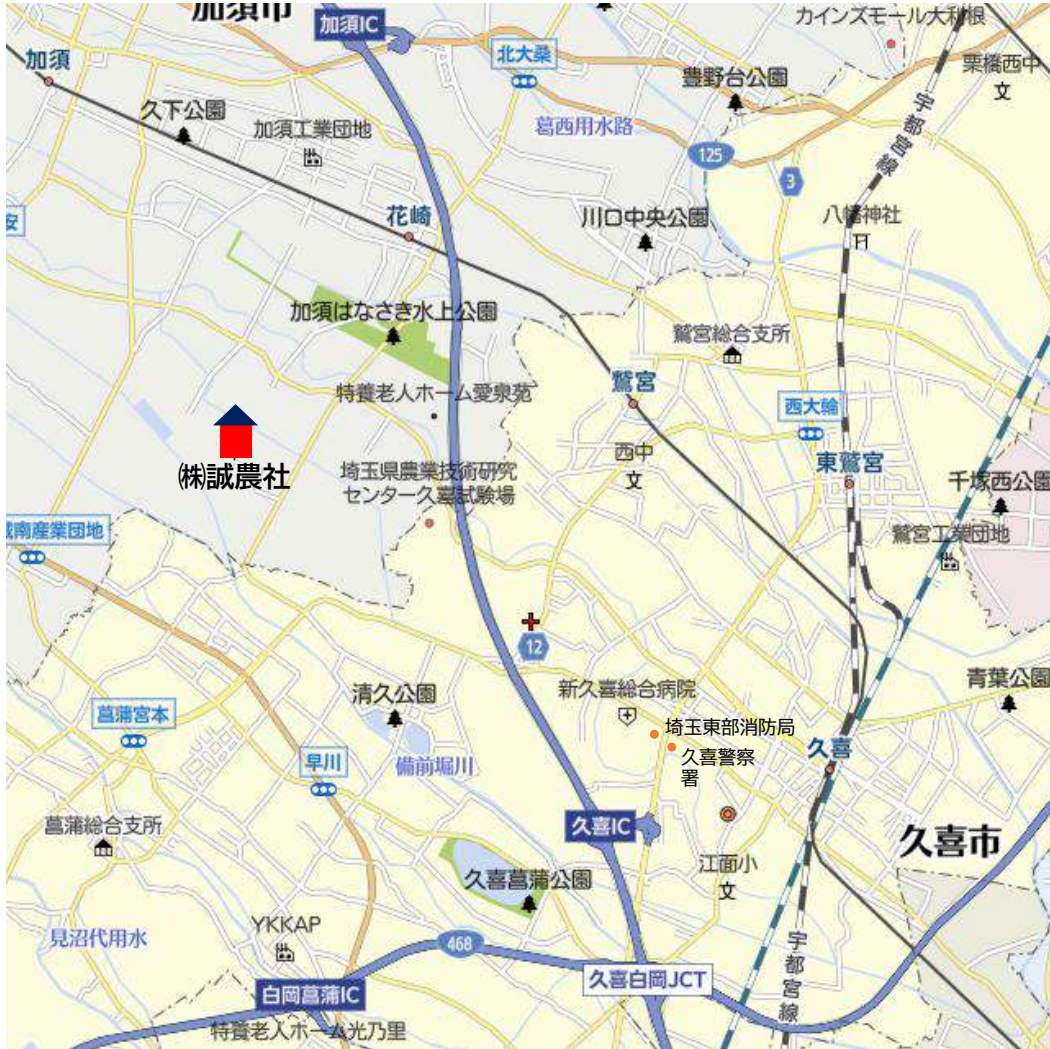 加須市
加須IC
カインズモール大利根
加須
北大桑
豊野台公園
栗橋西中
文
久下公園
加須工業団地
葛西用水路
宇都宮線
125
3
安
花崎
川口中央公園
八幡神社
加須はなさき水上公園
鷲宮総合支所
特養老人ホーム愛泉苑
鷲宮
西大輪
(株)誠農社
埼玉県農業技術研究
センター久喜試験場
西中
文
東鷲宮
千塚西公園
城南産業団地
鷲宮工業団地
12
清久公園
新久喜総合病院
青葉公園
菖蒲宮本
埼玉東部消防局
久喜警察
署
久喜
早川
備前堀川
菖蒲総合支所
久喜IC
久喜市
久喜菖蒲公園
江面小
文
見沼代用水
YKKAP
468
宇都宮線
久喜白岡JCT
白岡菖蒲IC
特養老人ホーム光乃里